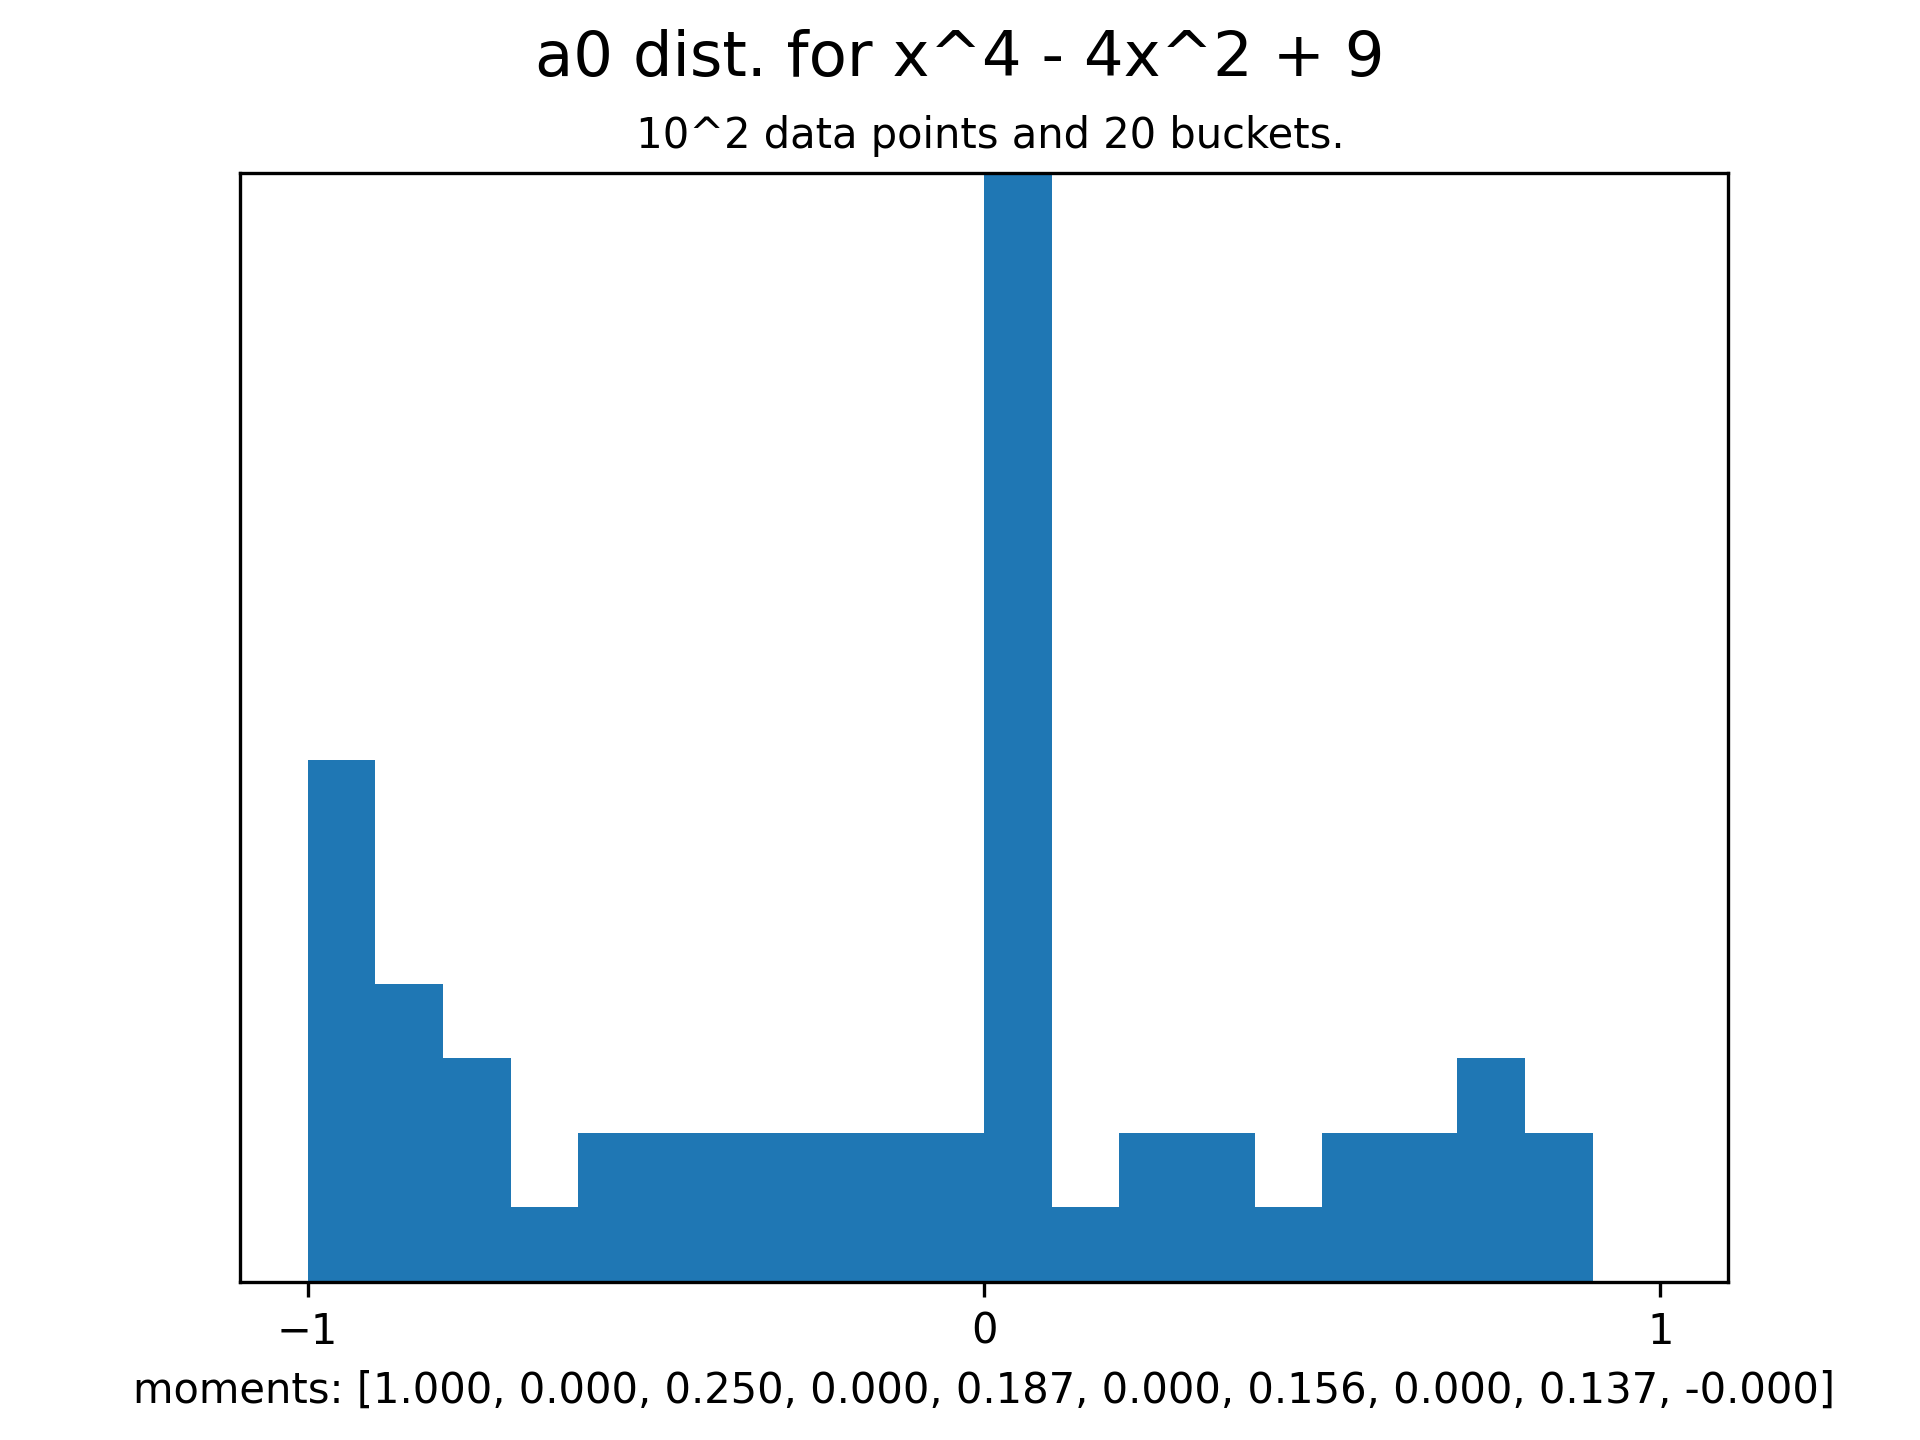 a0 dist. for x^4 - 4x^2 + 9
10^2 data points and 20 buckets.
−1 0 1
moments: [1.000, 0.000, 0.250, 0.000, 0.187, 0.000, 0.156, 0.000, 0.137, -0.000]